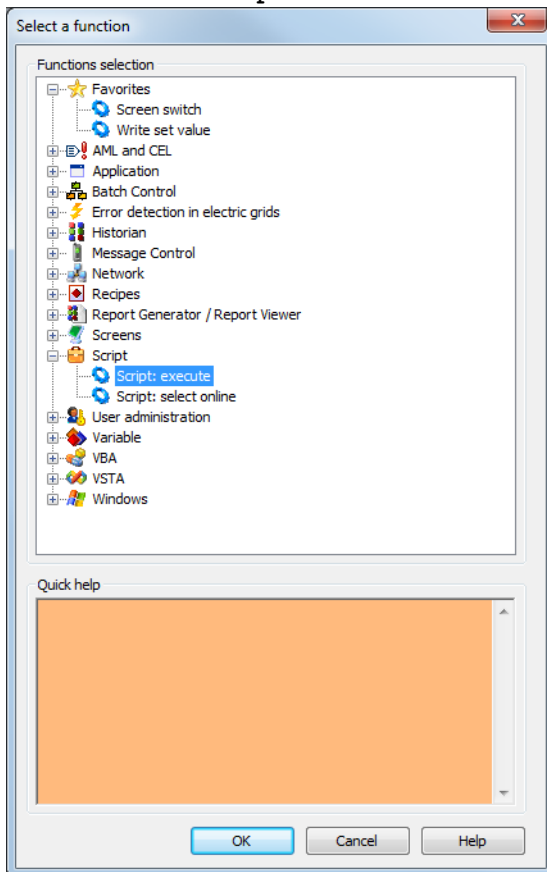 Select a function
Functions selection
Favorites
Screen switch
Write set value
AML and CEL
Application
Batch Control
Error detection in electric grids
Historian
Message Control
Network
Recipes
Report Generator / Report Viewer
Screens
Script
Script: execute
Script: select online
User administration
Variable
VBA
VSTA
Windows
Quick help
OK Cancel Help